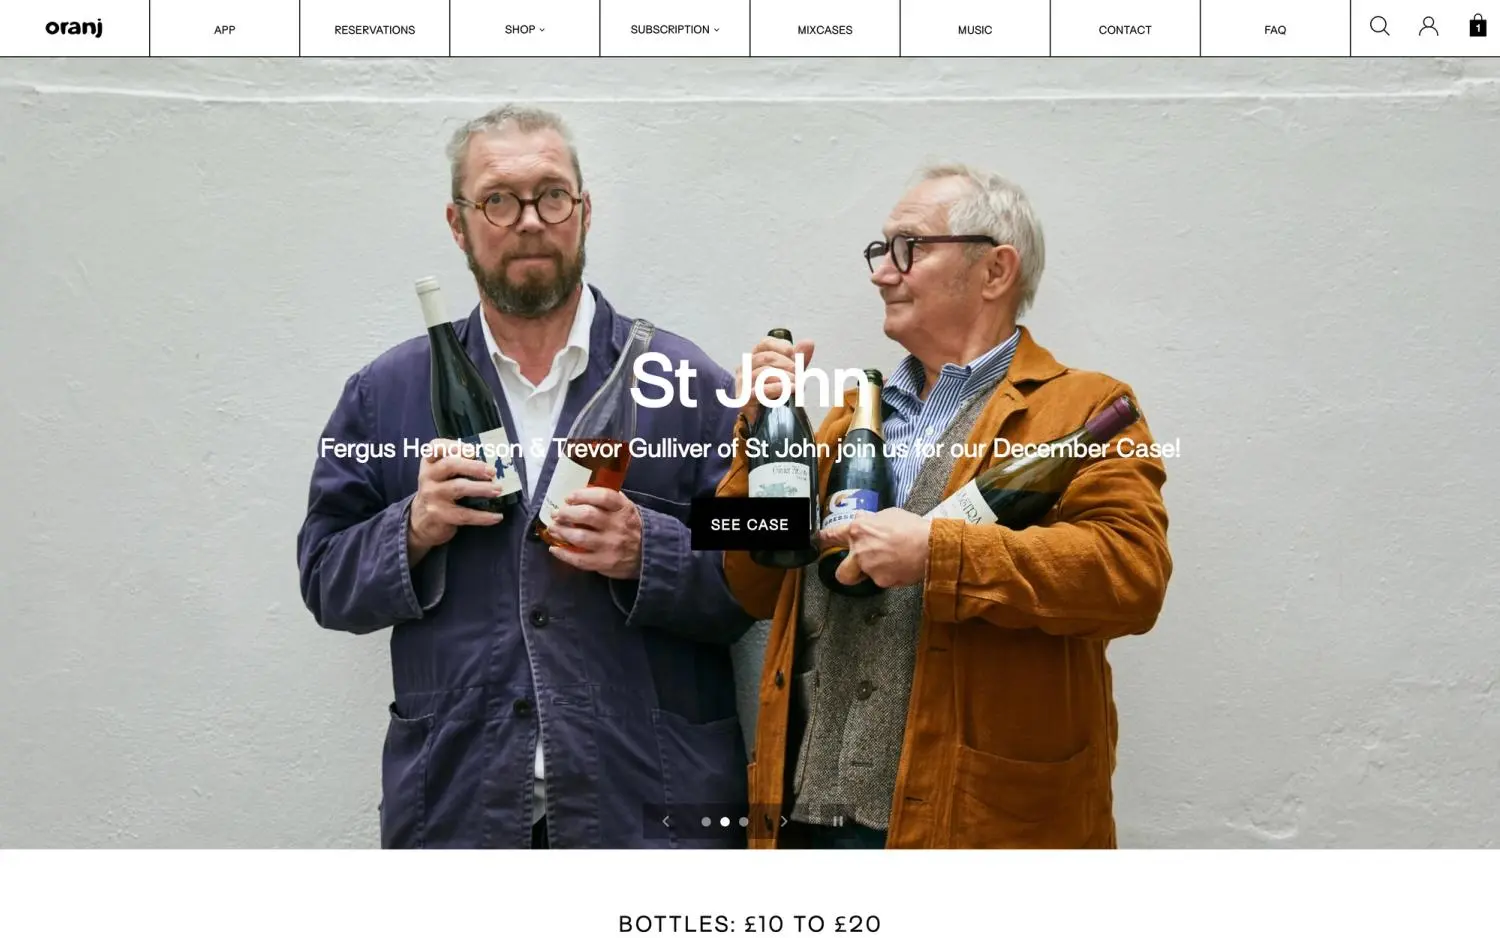 oranj
APP
RESERVATIONS
SHOP
SUBSCRIPTION
MIXCASES
MUSIC
CONTACT
FAQ
1
St John
Fergus Henderson & Trevor Gulliver of St John join us for our December Case!
SEE CASE
BOTTLES: £10 TO £20